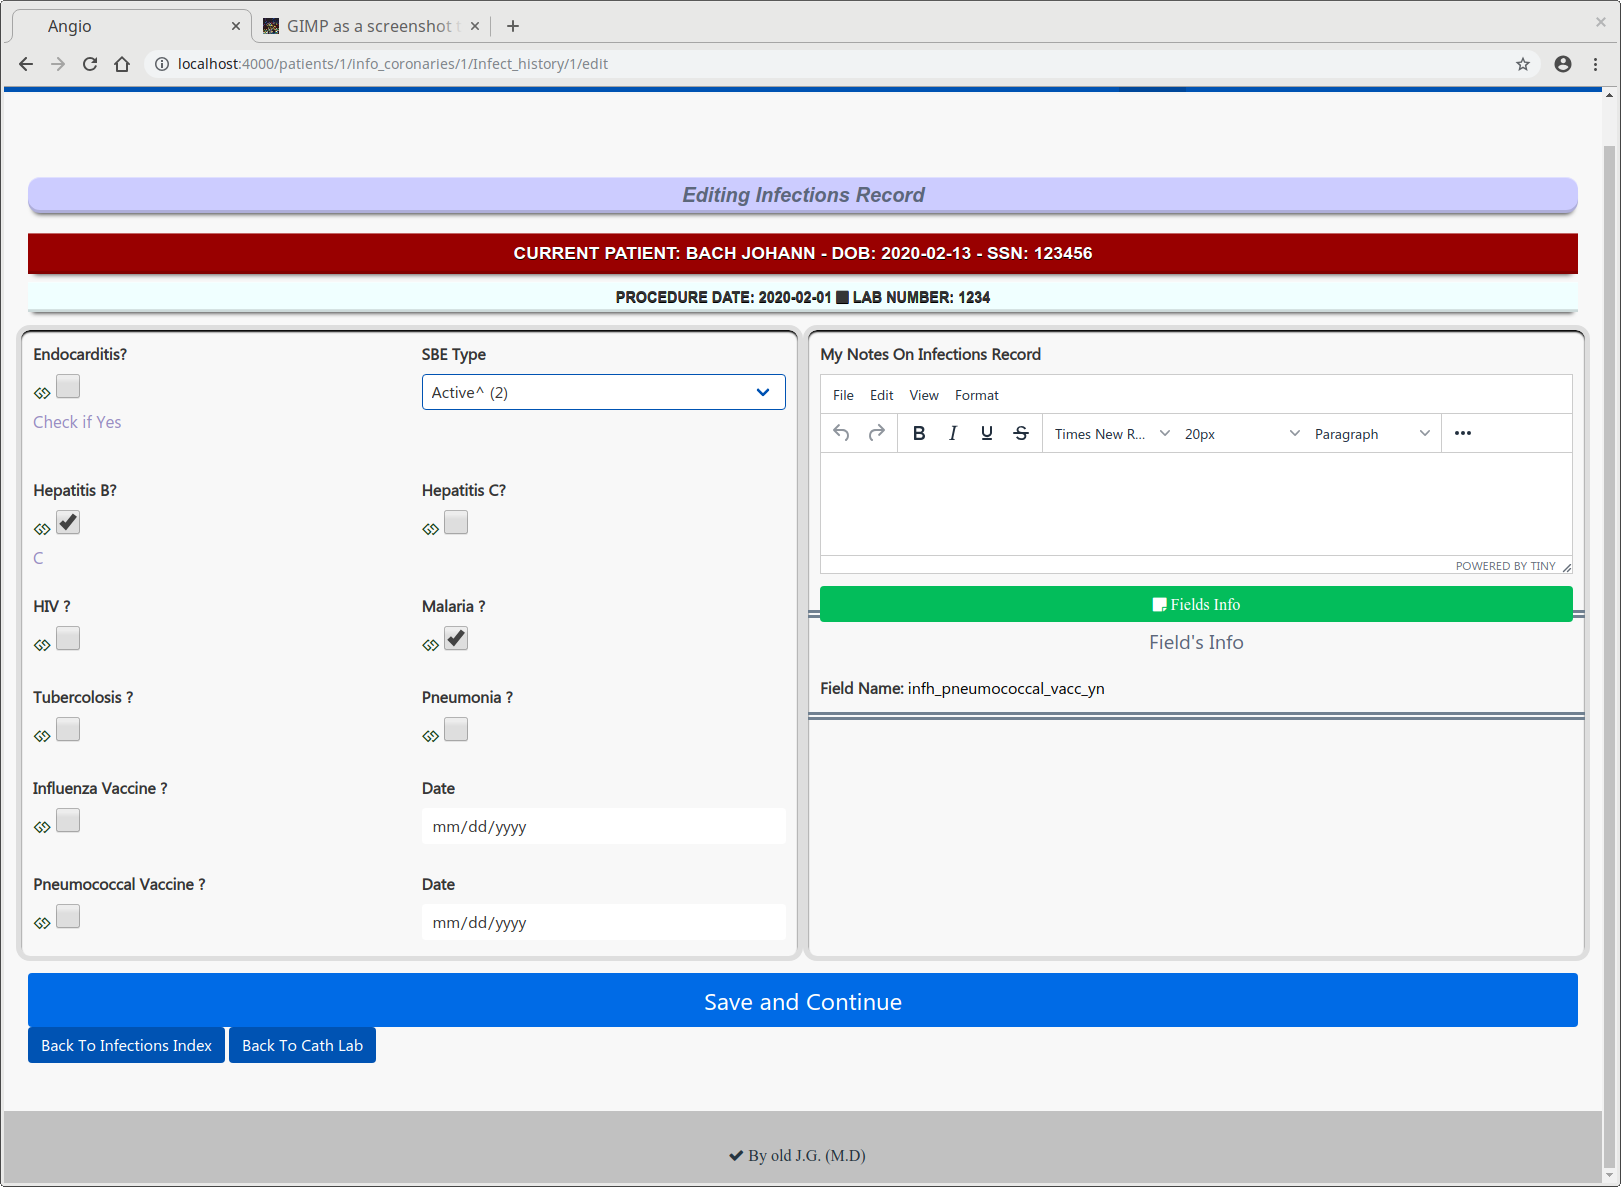 Angio
GIMP as a screenshot
localhost:4000/patients/1/info_coronaries/1/Infect_history/1/edit
Editing Infections Record
CURRENT PATIENT: BACH JOHANN - DOB: 2020-02-13 - SSN: 123456
PROCEDURE DATE: 2020-02-01 LAB NUMBER: 1234
Endocarditis?
SBE Type
Active^ (2)
Check if Yes
Hepatitis B?
Hepatitis C?
C
HIV ?
Malaria ?
Tubercolosis ?
Pneumonia ?
Influenza Vaccine ?
Date
mm/dd/yyyy
Pneumococcal Vaccine ?
Date
mm/dd/yyyy
My Notes On Infections Record
File Edit View Format
B I U S Times New R... 20px Paragraph
POWERED BY TINY
Fields Info
Field's Info
Field Name: infh_pneumococcal_vacc_yn
Save and Continue
Back To Infections Index
Back To Cath Lab
By old J.G. (M.D)